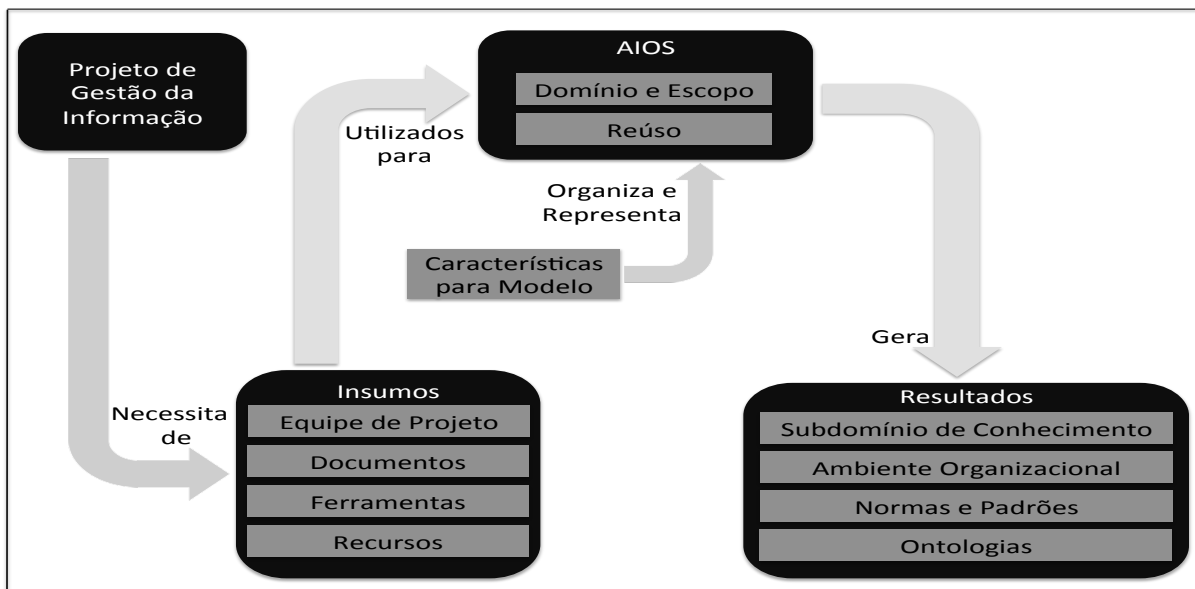 Projeto de
Gestão da
Informação
AIOS
Domínio e Escopo
Reúso
Utilizados
para
Organiza e
Representa
Característícas
para Modelo
Gera
Necessita
de
Insumos
Equipe de Projeto
Documentos
Ferramentas
Recursos
Resultados
Subdomínio de Conhecimento
Ambiente Organizacional
Normas e Padrões
Ontologias